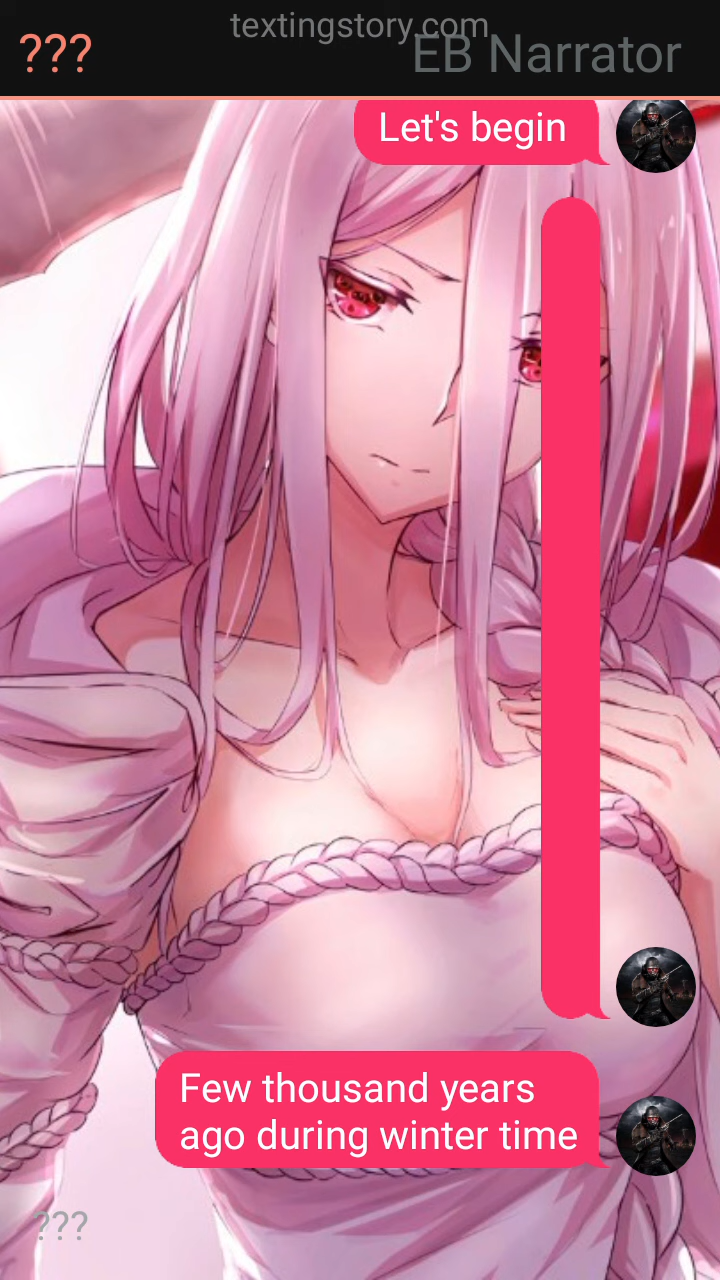 textingstory.com
???
EB Narrator
Let's begin
Few thousand years
ago during winter time
???